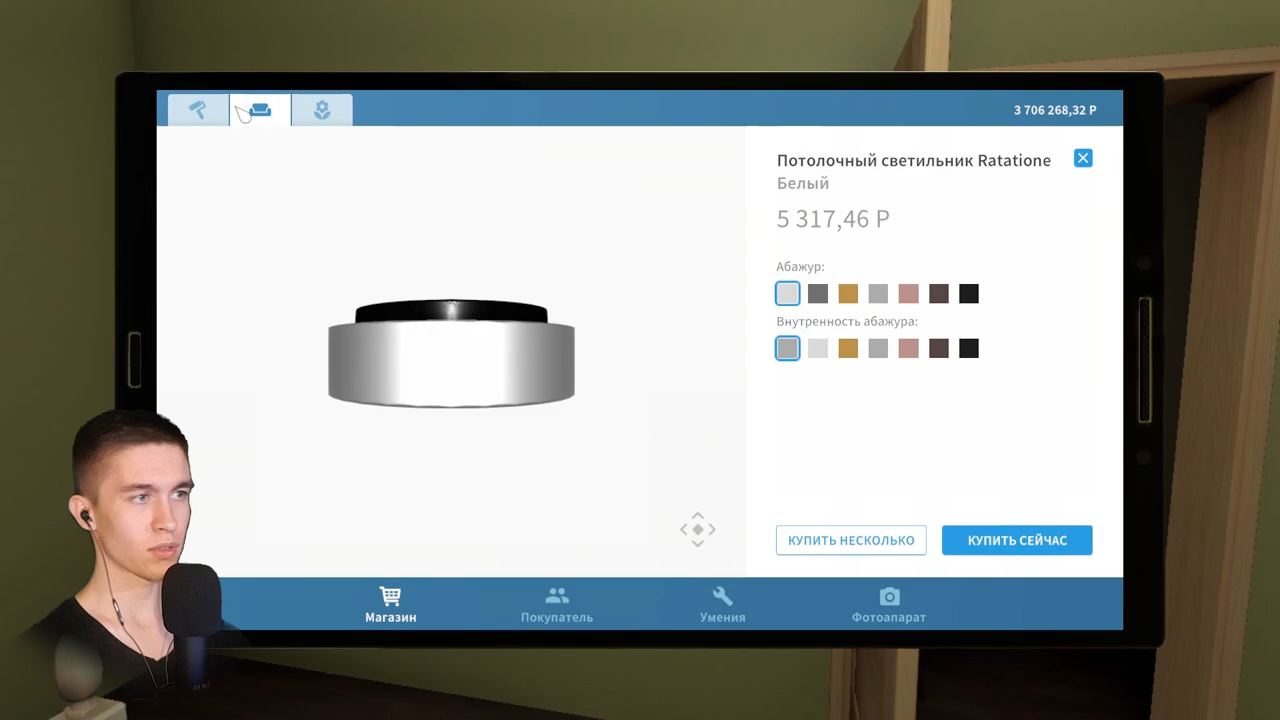 3 706 268,32 Р
Потолочный светильник Ratatione
Белый
5 317,46 Р
Абажур:
Внутренность абажура:
КУПИТЬ НЕСКОЛЬКО
КУПИТЬ СЕЙЧАС
Магазин
Покупатель
Умения
Фотоапарат